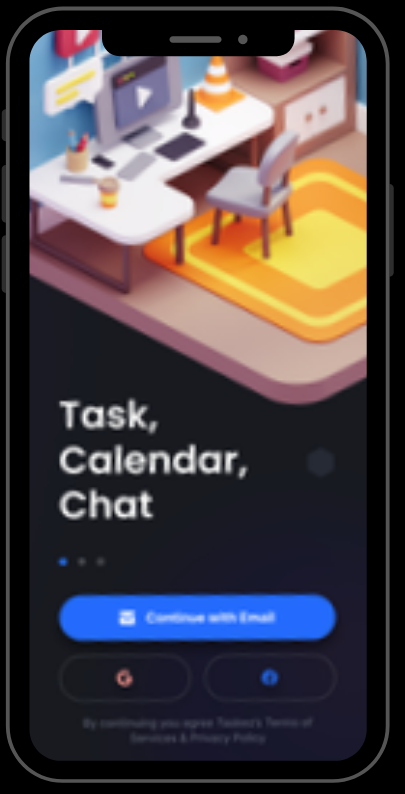 Task,
Calendar,
Chat
Continue with Email
G
By continuing you agree Taskez's Terms of
Services & Privacy Policy